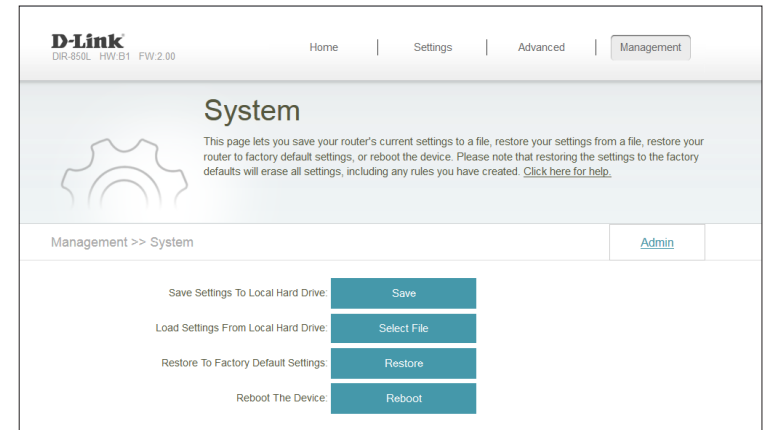 D-Link
DIR-850L HW:B1 FW:2.00
Home | Settings | Advanced | Management
System
This page lets you save your router's current settings to a file, restore your settings from a file, restore your
router to factory default settings, or reboot the device. Please note that restoring the settings to the factory
defaults will erase all settings, including any rules you have created. Click here for help.
Management >> System
Admin
Save Settings To Local Hard Drive: Save
Load Settings From Local Hard Drive: Select File
Restore To Factory Default Settings: Restore
Reboot The Device: Reboot